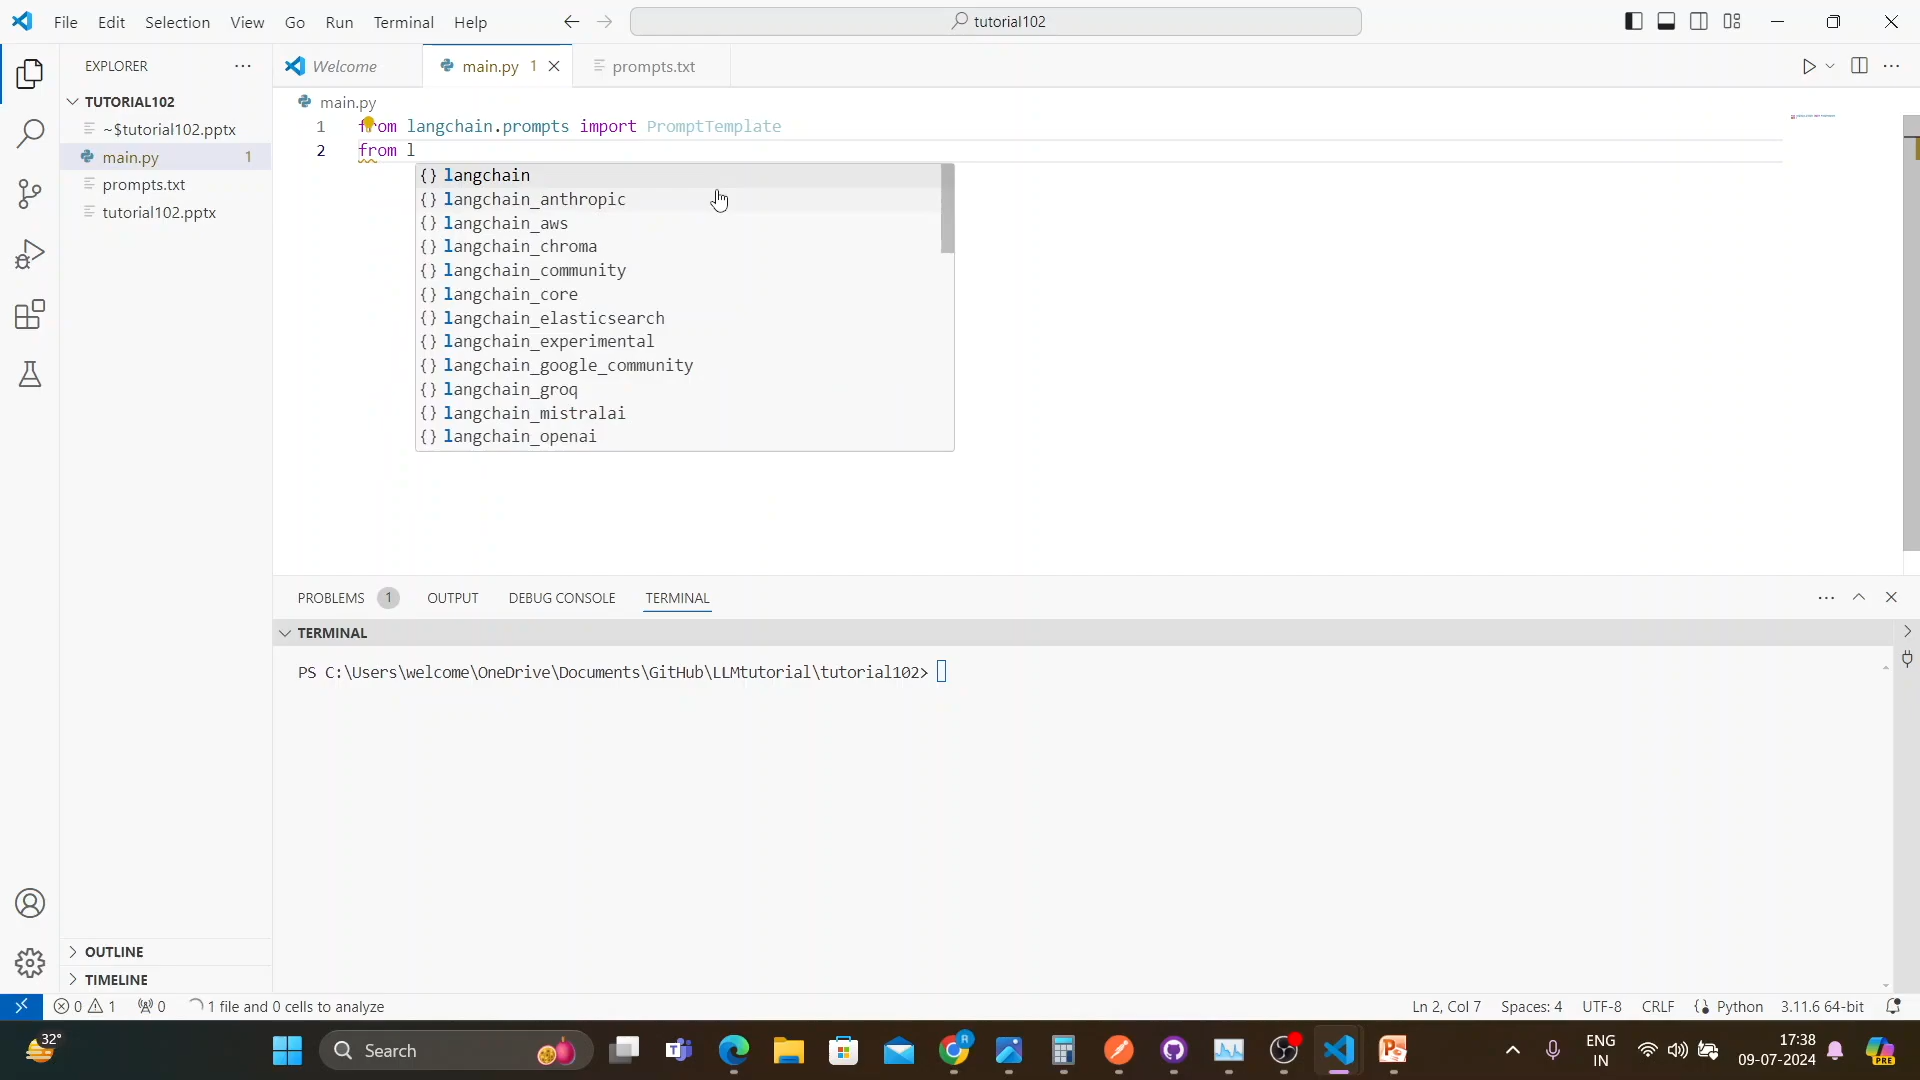 File Edit Selection View Go Run Terminal Help
tutorial102
EXPLORER
Welcome
main.py 1
prompts.txt
TUTORIAL102
~$tutorial102.pptx
main.py 1
prompts.txt
tutorial102.pptx
main.py
1 from langchain.prompts import PromptTemplate
2 from l
{} langchain
{} langchain_anthropic
{} langchain_aws
{} langchain_chroma
{} langchain_community
{} langchain_core
{} langchain_elasticsearch
{} langchain_experimental
{} langchain_google_community
{} langchain_groq
{} langchain_mistralai
{} langchain_openai
PROBLEMS 1 OUTPUT DEBUG CONSOLE TERMINAL
TERMINAL
PS C:\Users\welcome\OneDrive\Documents\GitHub\LLMtutorial\tutorial102>
OUTLINE
TIMELINE
0 1 0 1 file and 0 cells to analyze
Ln 2, Col 7 Spaces: 4 UTF-8 CRLF {} Python 3.11.6 64-bit
32°
Search
R
ENG
IN
17:38
09-07-2024
PRE